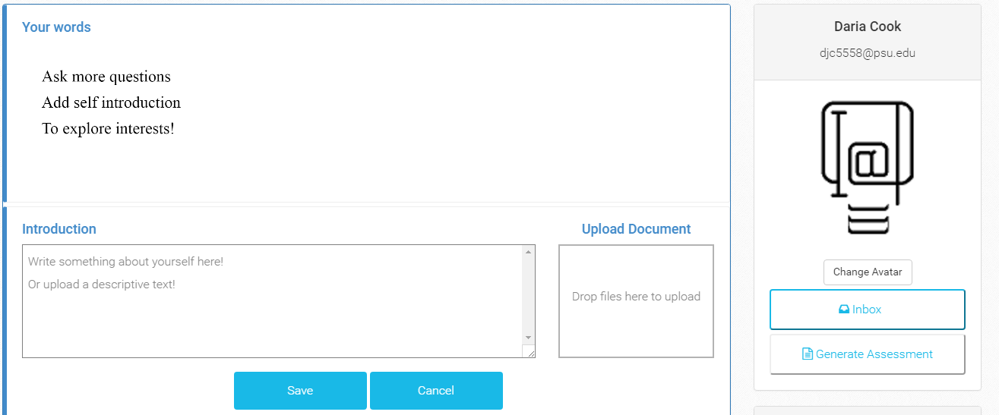 Your words
Ask more questions
Add self introduction
To explore interests!
Introduction
Write something about yourself here!
Or upload a descriptive text!
Upload Document
Drop files here to upload
Save
Cancel
Daria Cook
djc5558@psu.edu
@
Change Avatar
Inbox
Generate Assessment